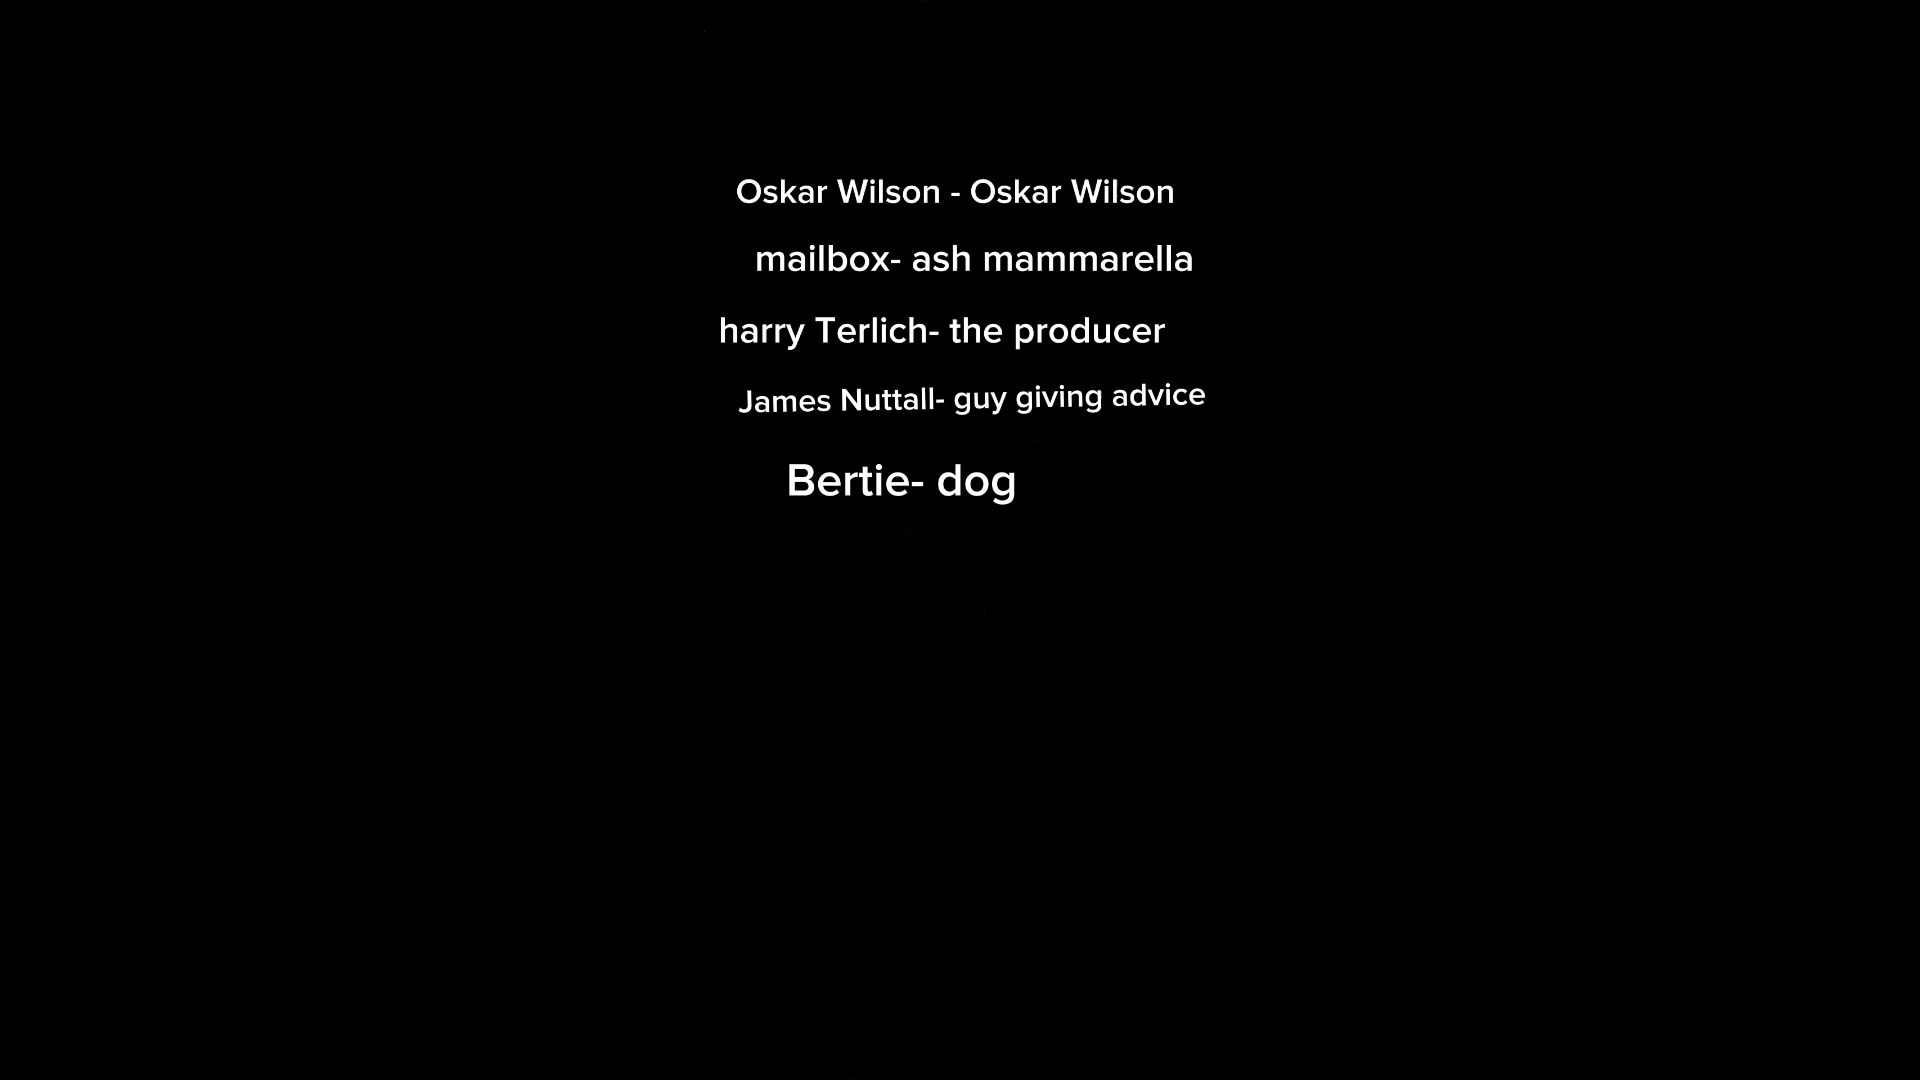 Oskar Wilson - Oskar Wilson
mailbox- ash mammarella
harry Terlich- the producer
James Nuttall- guy giving advice
Bertie- dog